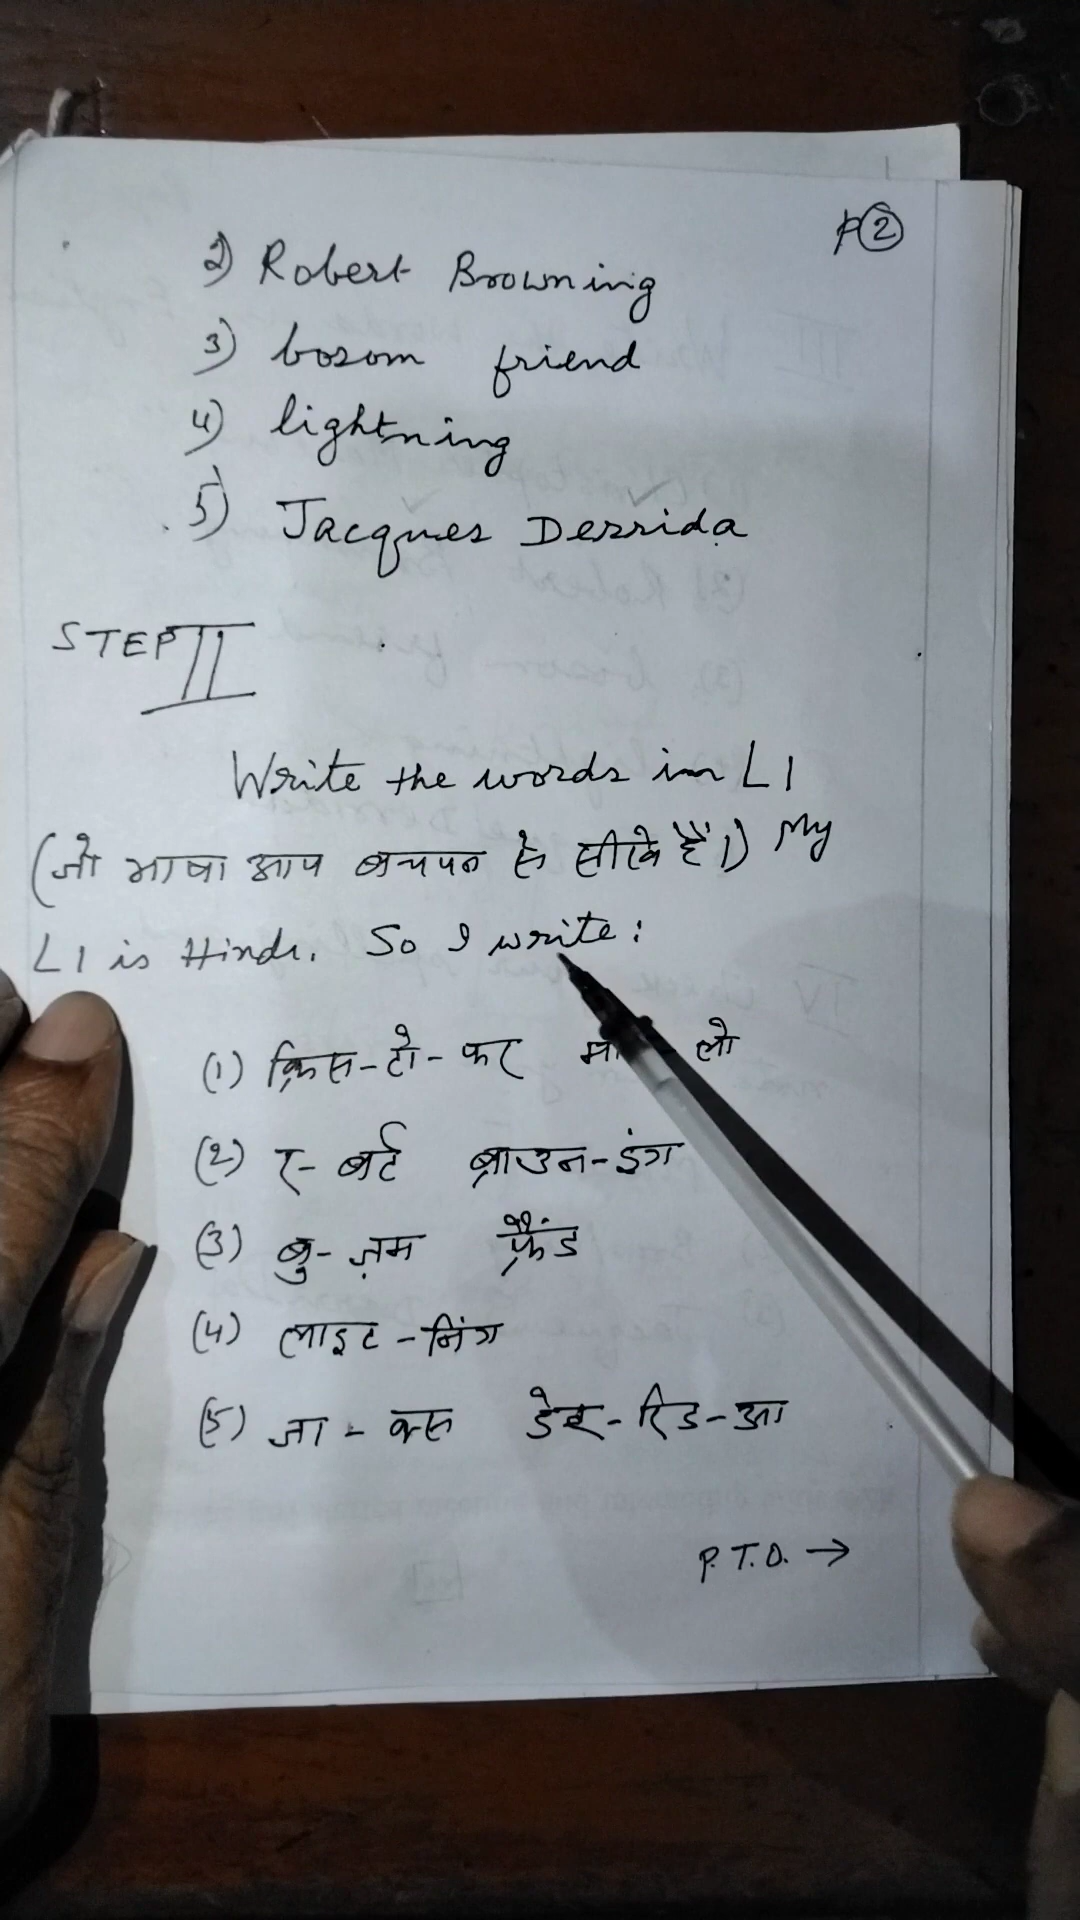 P②
2) Robert Browning
3) bosom friend
4) lightning
5) Jacques Derrida
STEP II
Write the words in L1
(जो भाषा आप बचपन से सीखे हैं।) My
L1 is Hindi. So I write:
(1) क्रिस-टो-फर लो
(2) र-बर्ट ब्राउन-इंग
(3) बु-ज़म फ्रैंड
(4) लाइट-निंग
(5) जा-क्स डेइ-रिड-आ
P.T.O. →